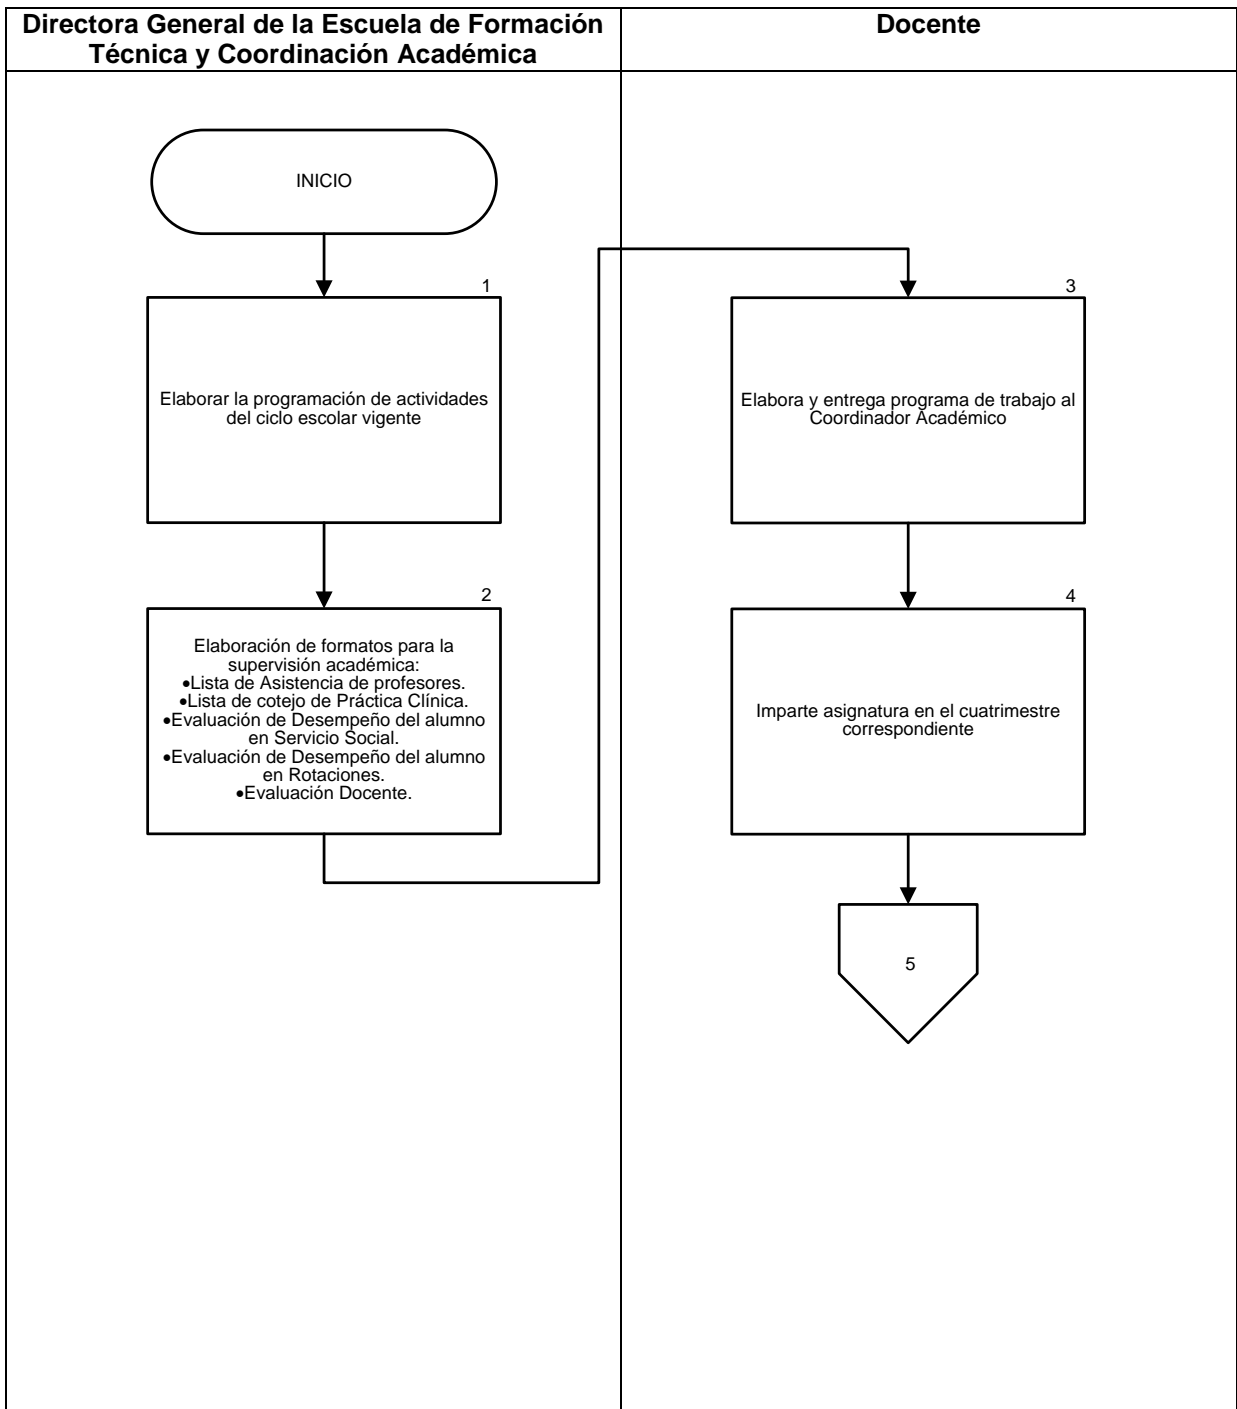 Directora General de la Escuela de Formación
Técnica y Coordinación Académica
Docente
INICIO
1
Elaborar la programación de actividades
del ciclo escolar vigente
2
Elaboración de formatos para la
supervisión académica:
•Lista de Asistencia de profesores.
•Lista de cotejo de Práctica Clínica.
•Evaluación de Desempeño del alumno
en Servicio Social.
•Evaluación de Desempeño del alumno
en Rotaciones.
•Evaluación Docente.
3
Elabora y entrega programa de trabajo al
Coordinador Académico
4
Imparte asignatura en el cuatrimestre
correspondiente
5